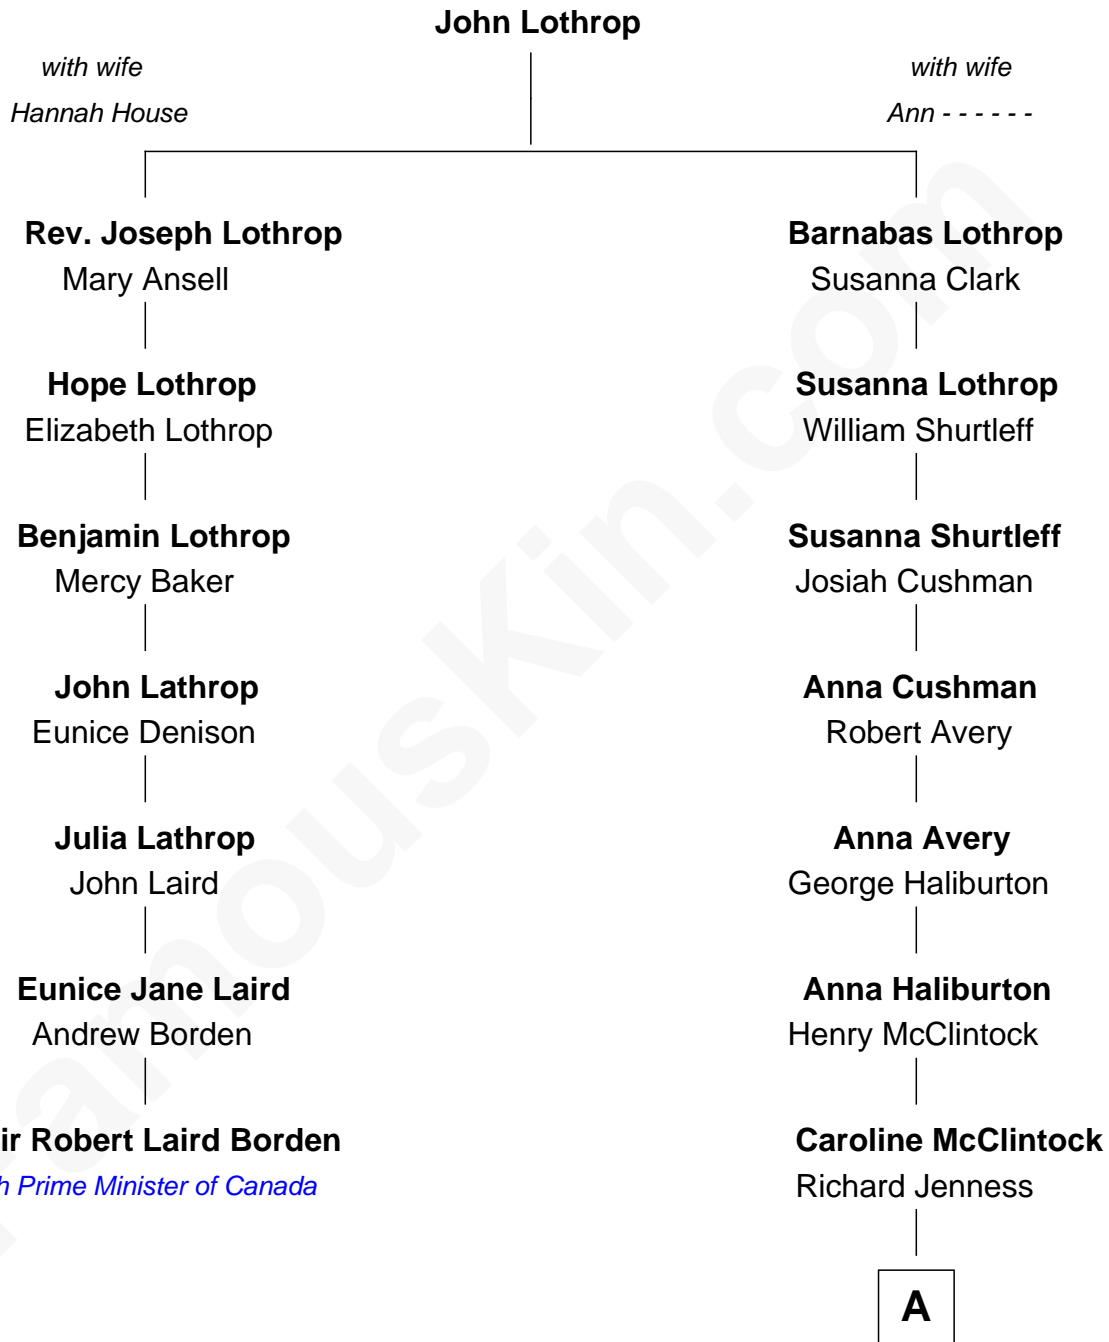 John Lothrop
with wife
Hannah House
with wife
Ann - - - - - -
Rev. Joseph Lothrop
Mary Ansell
Barnabas Lothrop
Susanna Clark
Hope Lothrop
Elizabeth Lothrop
Susanna Lothrop
William Shurtleff
Benjamin Lothrop
Mercy Baker
Susanna Shurtleff
Josiah Cushman
John Lathrop
Eunice Denison
Anna Cushman
Robert Avery
Julia Lathrop
John Laird
Anna Avery
George Haliburton
Eunice Jane Laird
Andrew Borden
Anna Haliburton
Henry McClintock
ir Robert Laird Borden
h Prime Minister of Canada
Caroline McClintock
Richard Jenness
A
FamousKin.com